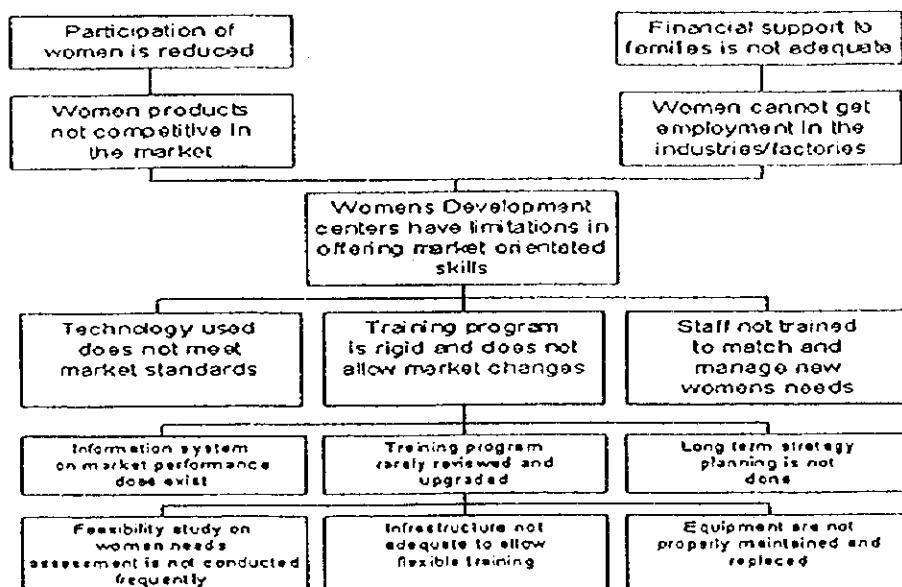 Participation of
women is reduced
Financial support to
families is not adequate
Women products
not competitive in
the market
Women cannot get
employment in the
industries/factories
Womens Development
centers have limitations in
offering market orientated
skills
Technology used
does not meet
market standards
Training program
is rigid and does not
allow market changes
Staff not trained
to match and
manage new
womens needs
Information system
on market performance
dose exist
Training program
rarely reviewed and
upgraded
Long term strategy
planning is not
done
Feasibility study on
women needs
assessment is not conducted
frequently
Infrastructure not
adequate to allow
flexible training
Equipment are not
properly maintained and
replaced